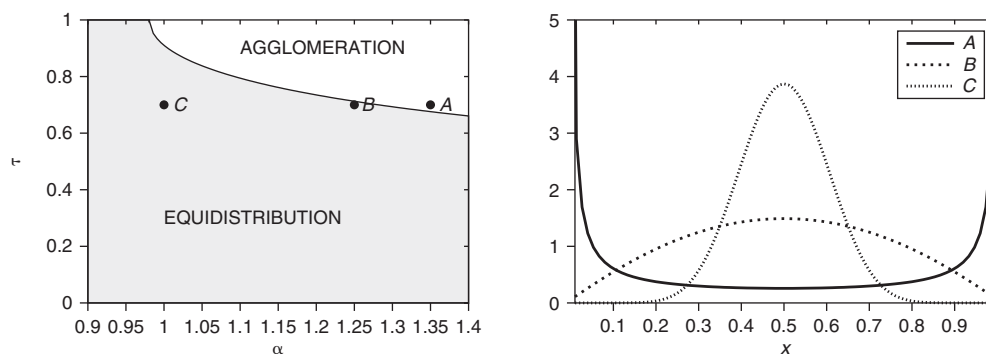 1
0.8
0.6
0.4
0.2
0
τ
AGGLOMERATION
C
B
A
EQUIDISTRIBUTION
0.9 0.95 1 1.05 1.1 1.15 1.2 1.25 1.3 1.35 1.4
α
5
4
3
2
1
0
A
B
C
0.1 0.2 0.3 0.4 0.5 0.6 0.7 0.8 0.9
x